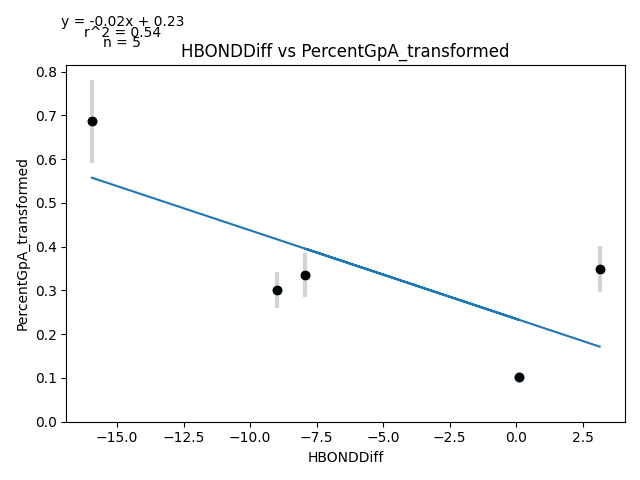 y = -0.02x + 0.23
r^2 = 0.54
n = 5
HBONDDiff vs PercentGpA_transformed
PercentGpA_transformed
0.8
0.7
0.6
0.5
0.4
0.3
0.2
0.1
0.0
−15.0 −12.5 −10.0 −7.5 −5.0 −2.5 0.0 2.5
HBONDDiff